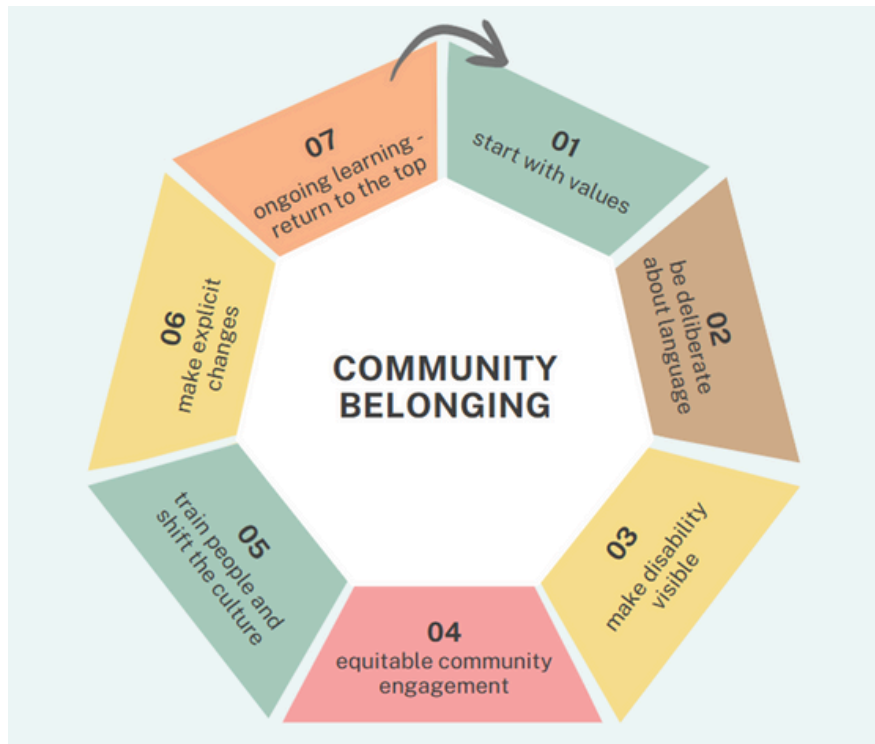 COMMUNITY
BELONGING
01
start with values
02
be deliberate
about language
03
make disability
visible
04
equitable community
engagement
05
train people and
shift the culture
06
make explicit
changes
07
ongoing learning -
return to the top